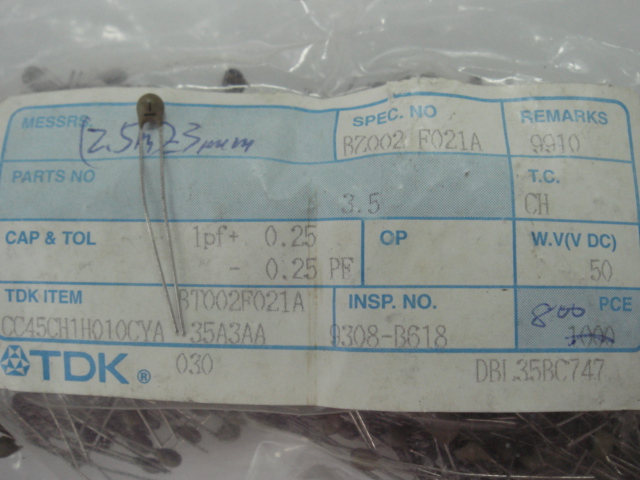 MESSRS
SPEC. NO
REMARKS
BZ002 F021A
9910
PARTS NO
T.C.
3.5
CH
CAP & TOL
1pf+ 0.25
OP
W.V(V DC)
- 0.25 PF
50
TDK ITEM
BT002F021A
INSP. NO.
800 PCE
CC45CH1H010CYA
35A3AA
9308-B618
1000
TDK ®
030
DBL35BC747